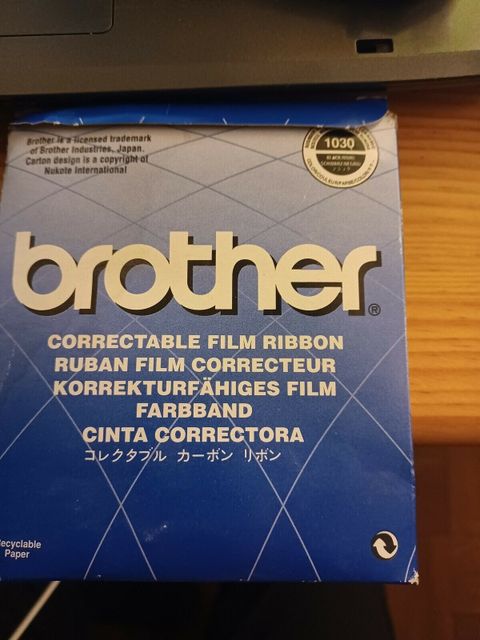 Brother is a licensed trademark
of Brother Industries, Japan.
Carton design is a copyright of
Nukote International
1030
brother®
CORRECTABLE FILM RIBBON
RUBAN FILM CORRECTEUR
KORREKTURFÄHIGES FILM
FARBBAND
CINTA CORRECTORA
コレクタブル カーボン リボン
ecyclable
Paper